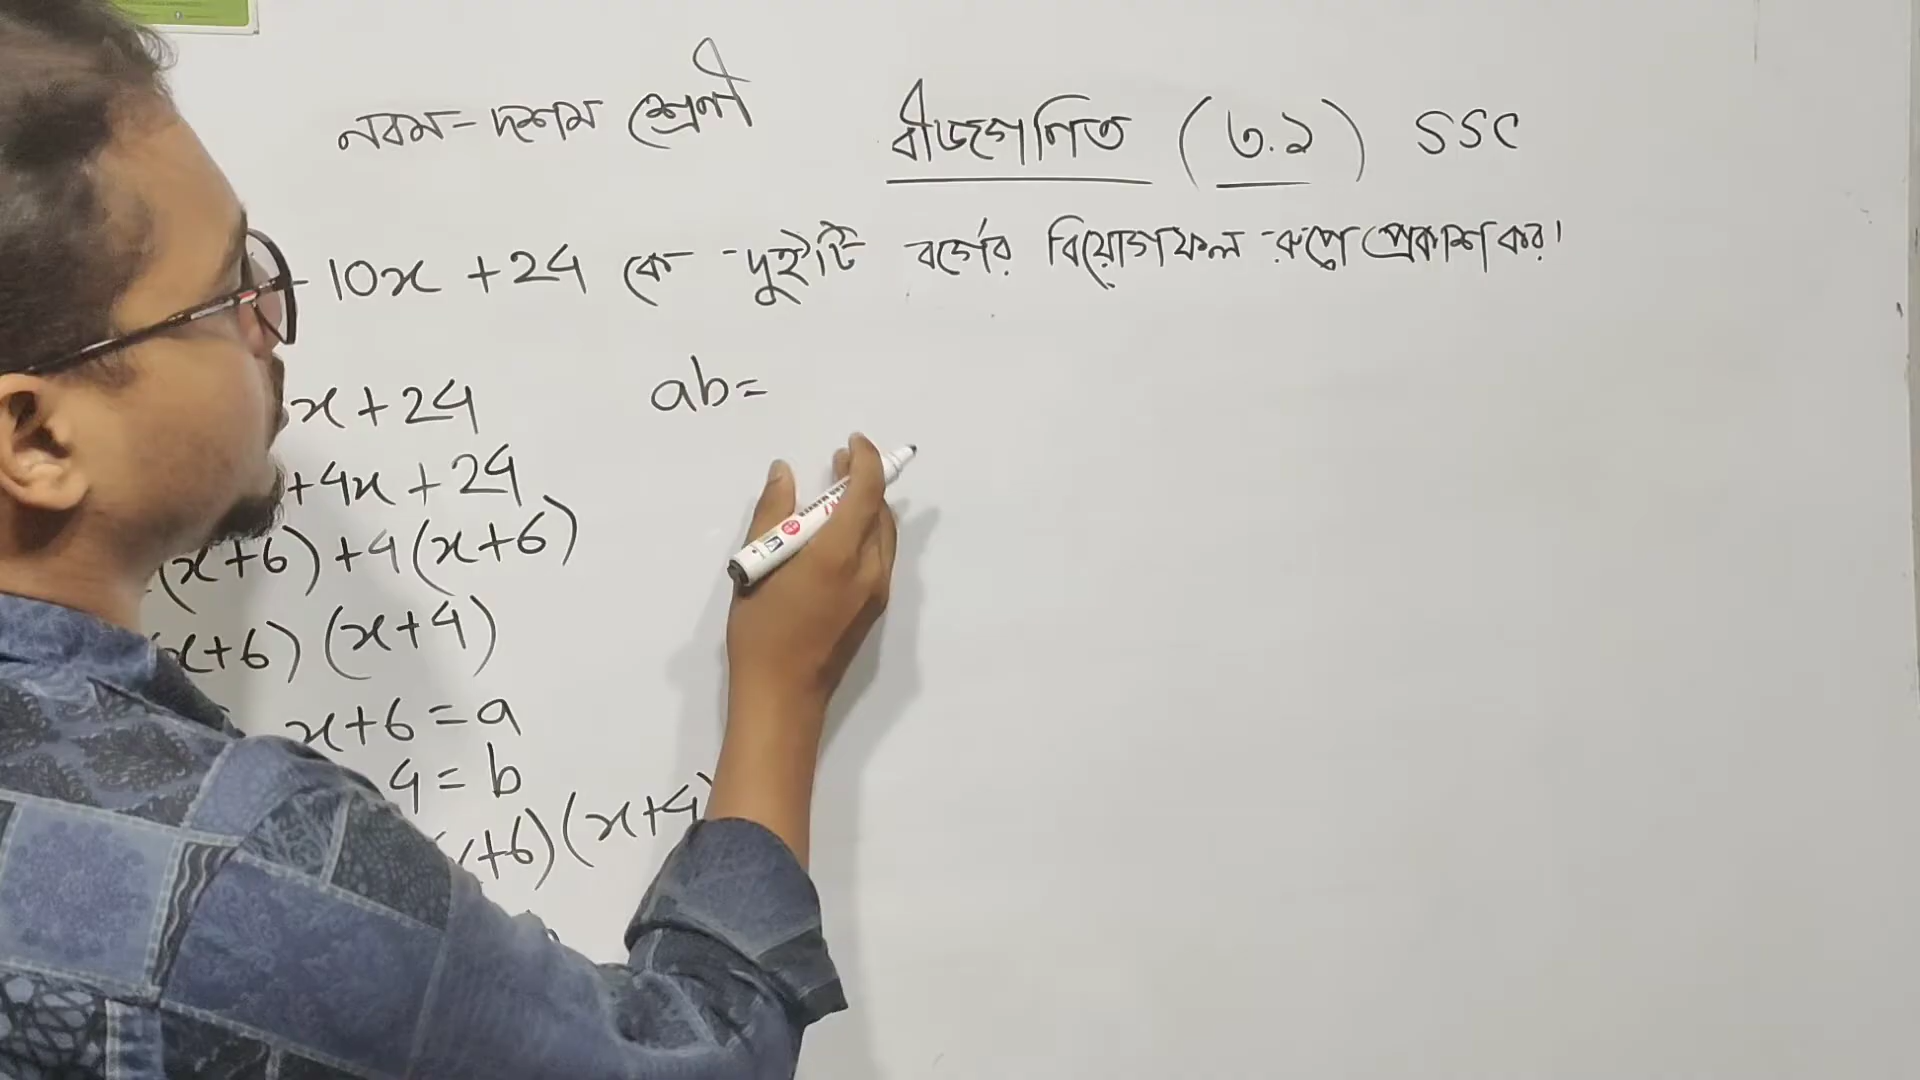 নবম-দশম শ্রেণী বীজগণিত (৩.১) SSC
- 10x + 24 কে দুইটি বর্গের বিয়োগফল রূপে প্রকাশ কর।
x + 24
ab =
+ 4x + 24
(x+6) + 4(x+6)
x+6) (x+4)
x+6 = a
4 = b
x+6)(x+4)